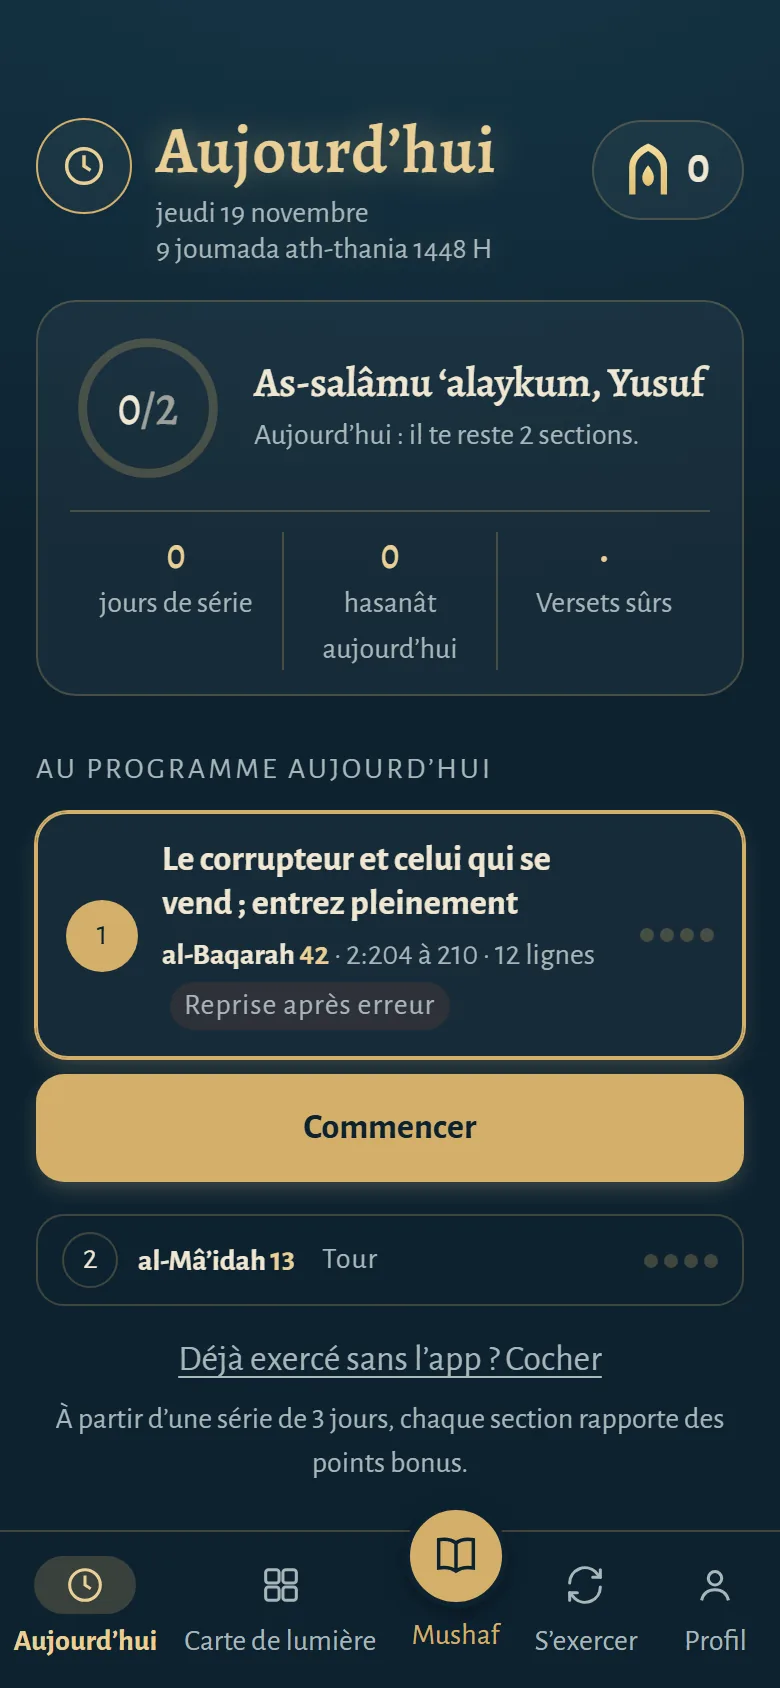 Aujourd’hui
0
jeudi 19 novembre
9 joumada ath-thania 1448 H
0/2
As-salâmu ‘alaykum, Yusuf
Aujourd’hui : il te reste 2 sections.
0
jours de série
0
hasanât
aujourd’hui
·
Versets sûrs
AU PROGRAMME AUJOURD’HUI
1
Le corrupteur et celui qui se
vend ; entrez pleinement
al-Baqarah 42 · 2:204 à 210 · 12 lignes
Reprise après erreur
Commencer
2 al-Mâ’idah 13 Tour
Déjà exercé sans l’app ? Cocher
À partir d’une série de 3 jours, chaque section rapporte des
points bonus.
Aujourd’hui
Carte de lumière
Mushaf
S’exercer
Profil